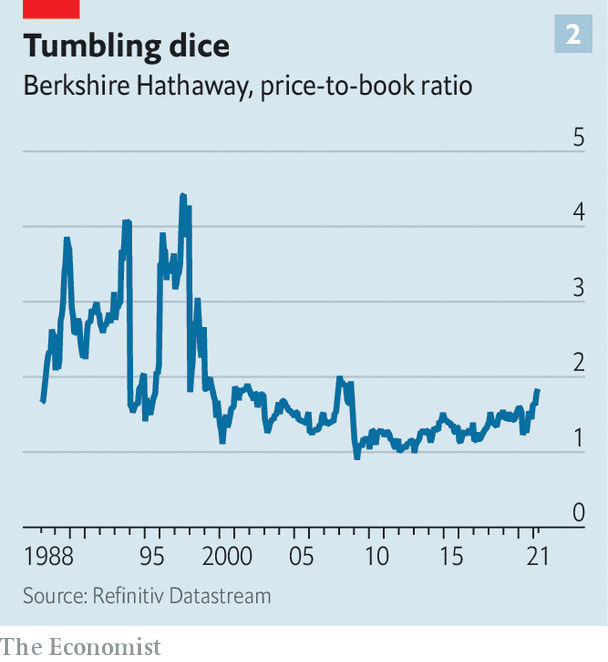 Tumbling dice
2
Berkshire Hathaway, price-to-book ratio
5
4
3
2
1
0
1988 95 2000 05 10 15 21
Source: Refinitiv Datastream
The Economist